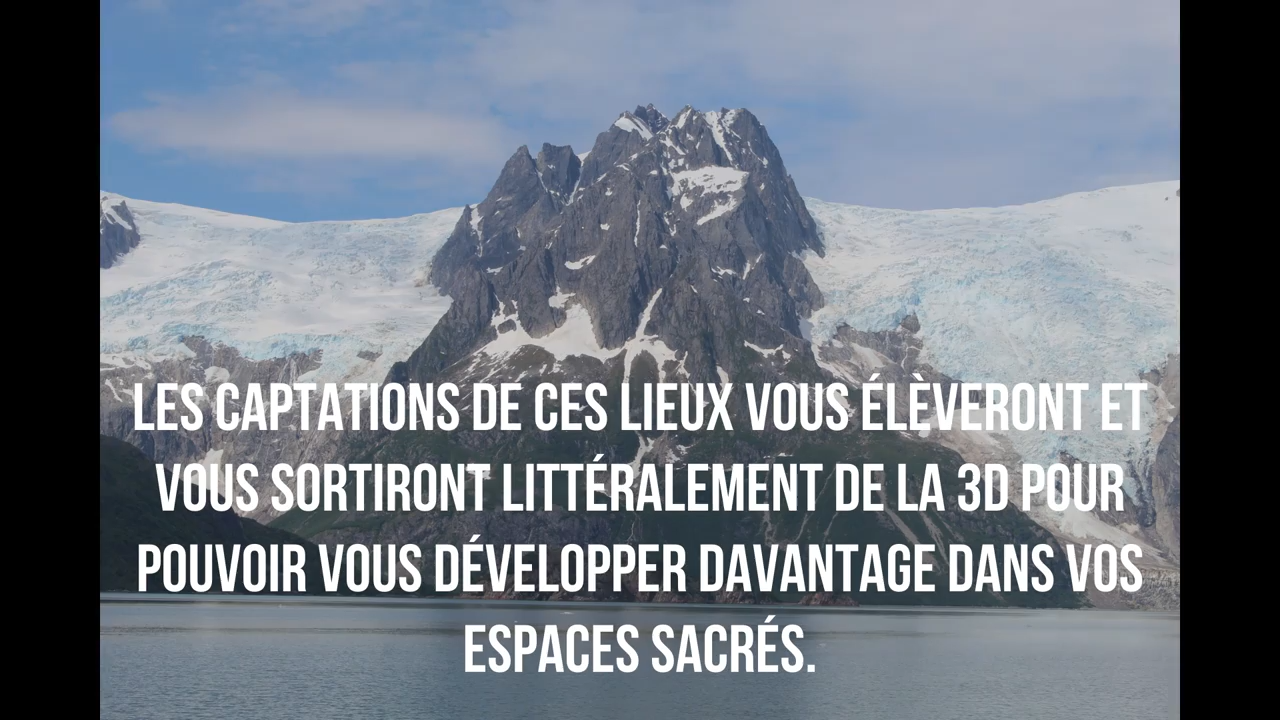 LES CAPTATIONS DE CES LIEUX VOUS ÉLÈVERONT ET
VOUS SORTIRONT LITTÉRALEMENT DE LA 3D POUR
POUVOIR VOUS DÉVELOPPER DAVANTAGE DANS VOS
ESPACES SACRÉS.